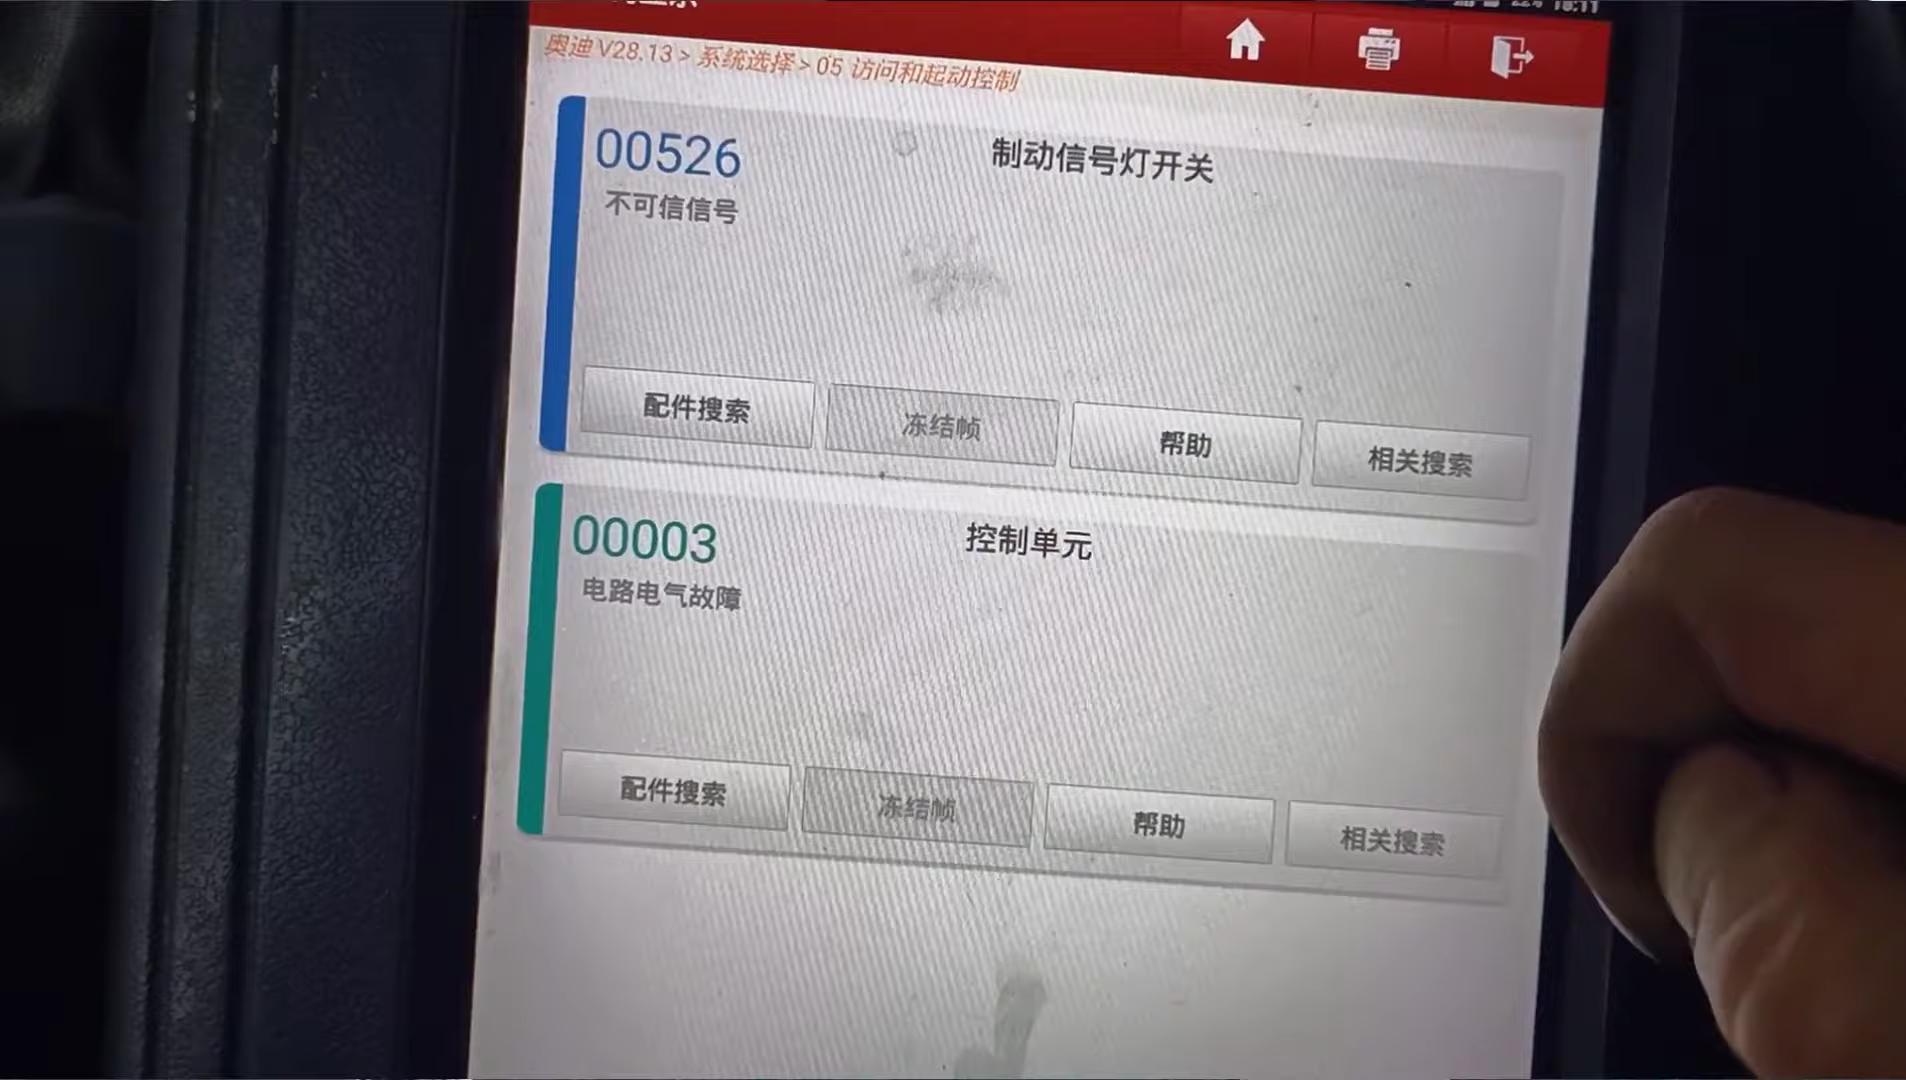 奥迪 V28.13 > 系统选择 > 05 访问和起动控制
00526
制动信号灯开关
不可信信号
配件搜索
冻结帧
帮助
相关搜索
00003
控制单元
电路电气故障
配件搜索
冻结帧
帮助
相关搜索